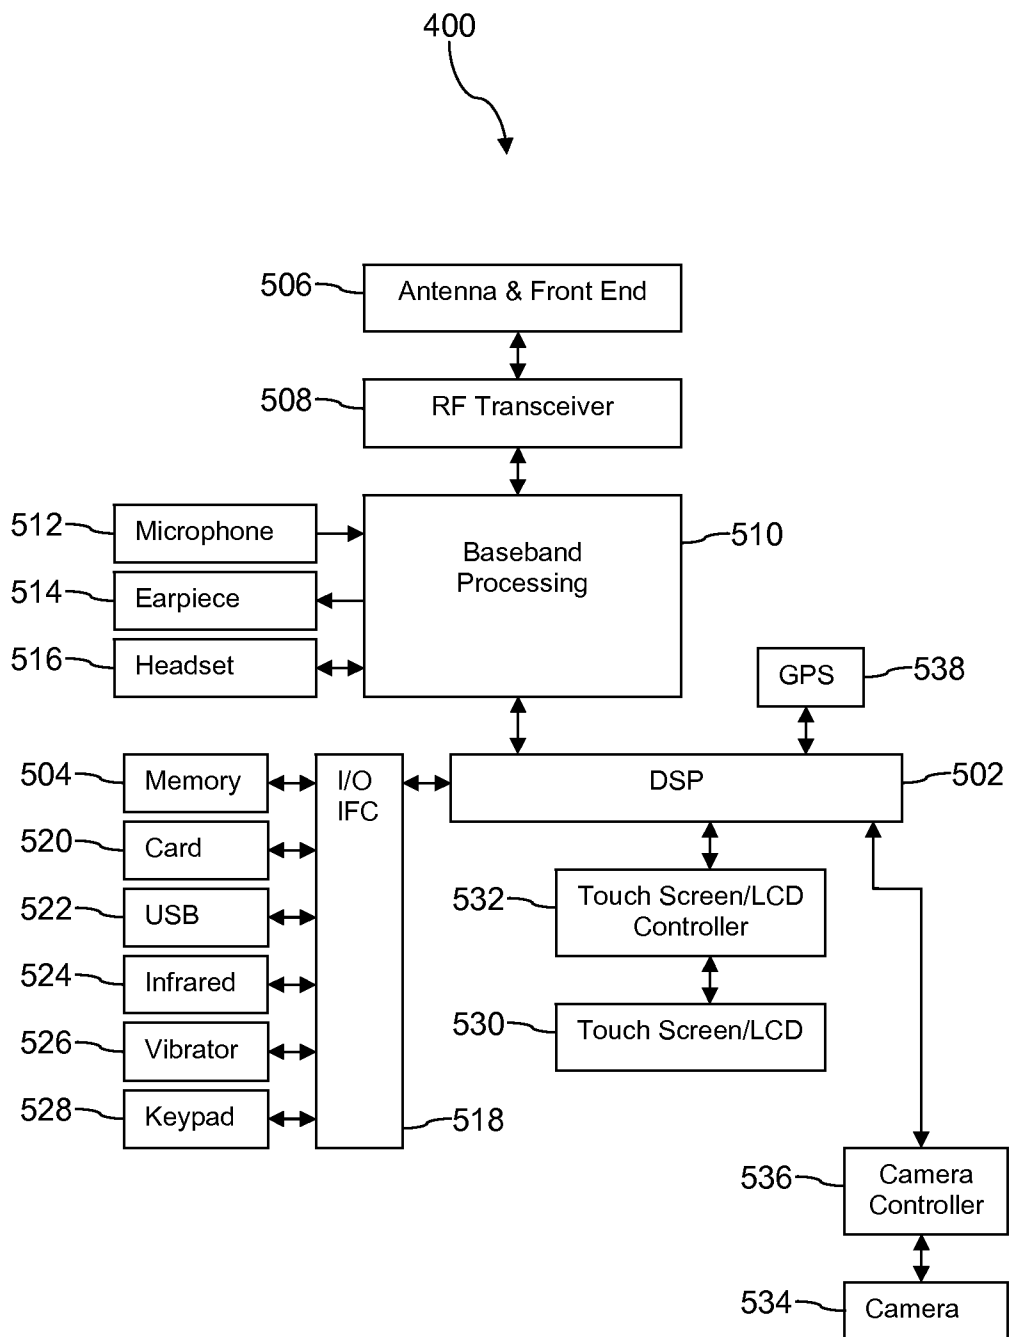 400
506
Antenna & Front End
508
RF Transceiver
512
Microphone
510
Baseband
Processing
514
Earpiece
516
Headset
GPS
538
504
Memory
I/O
IFC
DSP
502
520
Card
522
USB
532
Touch Screen/LCD
Controller
524
Infrared
530
Touch Screen/LCD
526
Vibrator
528
Keypad
518
536
Camera
Controller
534
Camera